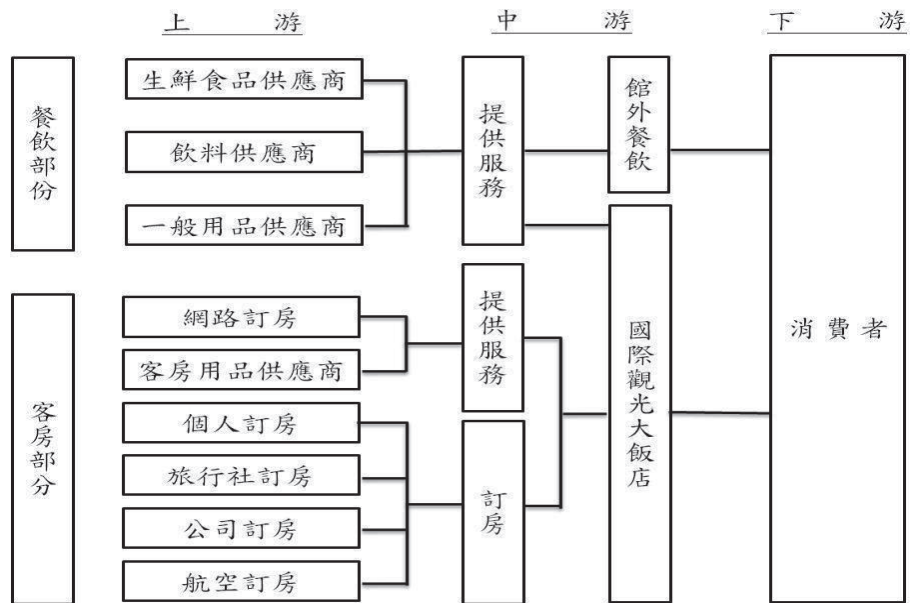 上游
中游
下游
餐飲部份
生鮮食品供應商
飲料供應商
一般用品供應商
提供服務
館外餐飲
客房部分
網路訂房
客房用品供應商
個人訂房
旅行社訂房
公司訂房
航空訂房
提供服務
訂房
國際觀光大飯店
消費者